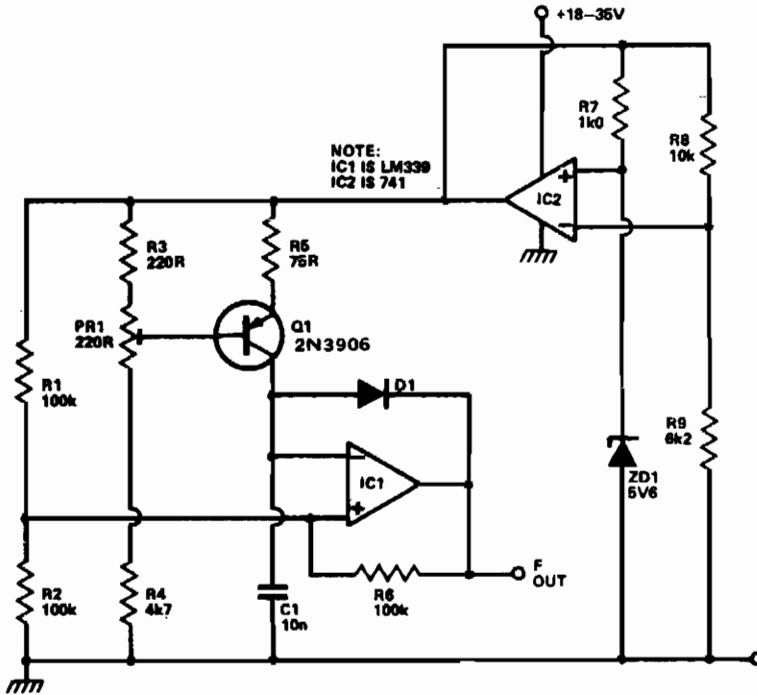 +18–35V
R7
1k0
R8
10k
NOTE:
IC1 IS LM339
IC2 IS 741
+
IC2
−
R3
220R
R5
75R
PR1
220R
Q1
2N3906
R1
100k
D1
−
IC1
+
R9
6k2
ZD1
5V6
F
OUT
R2
100k
R4
4k7
C1
10n
R6
100k